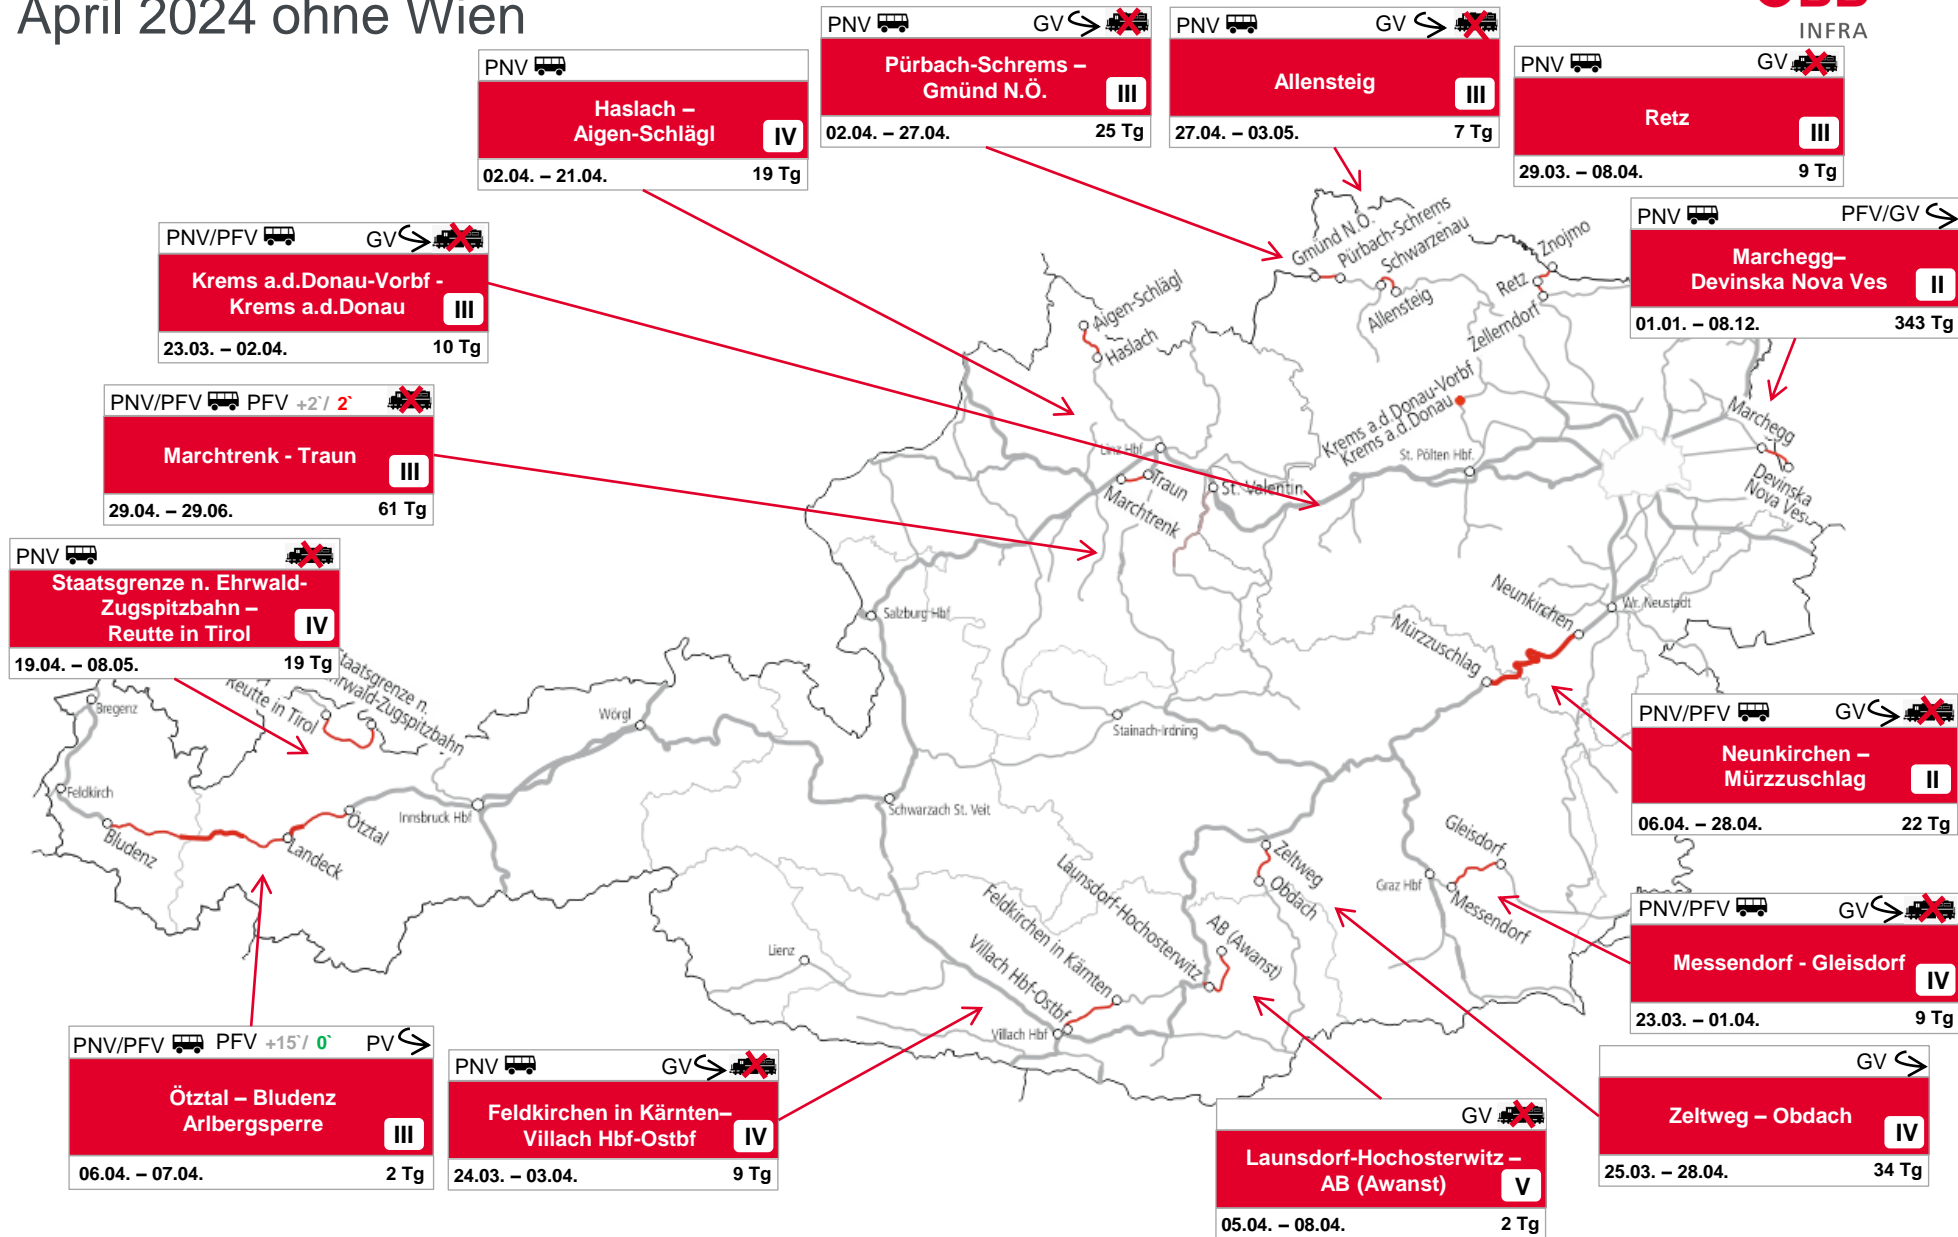 April 2024 ohne Wien
ÖBB
INFRA
PNV
Haslach –
Aigen-Schlägl
IV
02.04. – 21.04.
19 Tg
PNV GV
Pürbach-Schrems –
Gmünd N.Ö.
III
02.04. – 27.04.
25 Tg
PNV GV
Allensteig
III
27.04. – 03.05.
7 Tg
PNV GV
Retz
III
29.03. – 08.04.
9 Tg
PNV PFV/GV
Marchegg–
Devinska Nova Ves
II
01.01. – 08.12.
343 Tg
PNV/PFV GV
Krems a.d.Donau-Vorbf -
Krems a.d.Donau
III
23.03. – 02.04.
10 Tg
PNV/PFV PFV +2`/ 2`
Marchtrenk - Traun
III
29.04. – 29.06.
61 Tg
PNV
Staatsgrenze n. Ehrwald-
Zugspitzbahn –
Reutte in Tirol
IV
19.04. – 08.05.
19 Tg
PNV/PFV GV
Neunkirchen –
Mürzzuschlag
II
06.04. – 28.04.
22 Tg
PNV/PFV GV
Messendorf - Gleisdorf
IV
23.03. – 01.04.
9 Tg
GV
Zeltweg – Obdach
IV
25.03. – 28.04.
34 Tg
GV
Launsdorf-Hochosterwitz –
AB (Awanst)
V
05.04. – 08.04.
2 Tg
PNV GV
Feldkirchen in Kärnten–
Villach Hbf-Ostbf
IV
24.03. – 03.04.
9 Tg
PNV/PFV PFV +15`/ 0` PV
Ötztal – Bludenz
Arlbergsperre
III
06.04. – 07.04.
2 Tg
Gmünd N.Ö.
Pürbach-Schrems
Schwarzenau
Allensteig
Znojmo
Retz
Zellerndorf
Aigen-Schlägl
Haslach
Krems a.d.Donau-Vorbf
Krems a.d.Donau
St. Pölten Hbf.
Marchegg
Devinska
Nova Ves
Linz Hbf
Traun
Marchtrenk
St. Valentin
Salzburg Hbf
Neunkirchen
Wr. Neustadt
Mürzzuschlag
Staatsgrenze n.
Ehrwald-Zugspitzbahn
Reutte in Tirol
Bregenz
Feldkirch
Bludenz
Landeck
Ötztal
Innsbruck Hbf
Wörgl
Stainach-Irdning
Schwarzach St. Veit
Zeltweg
Obdach
Gleisdorf
Graz Hbf
Messendorf
Launsdorf-Hochosterwitz
AB (Awanst)
Feldkirchen in Kärnten
Villach Hbf-Ostbf
Villach Hbf
Lienz